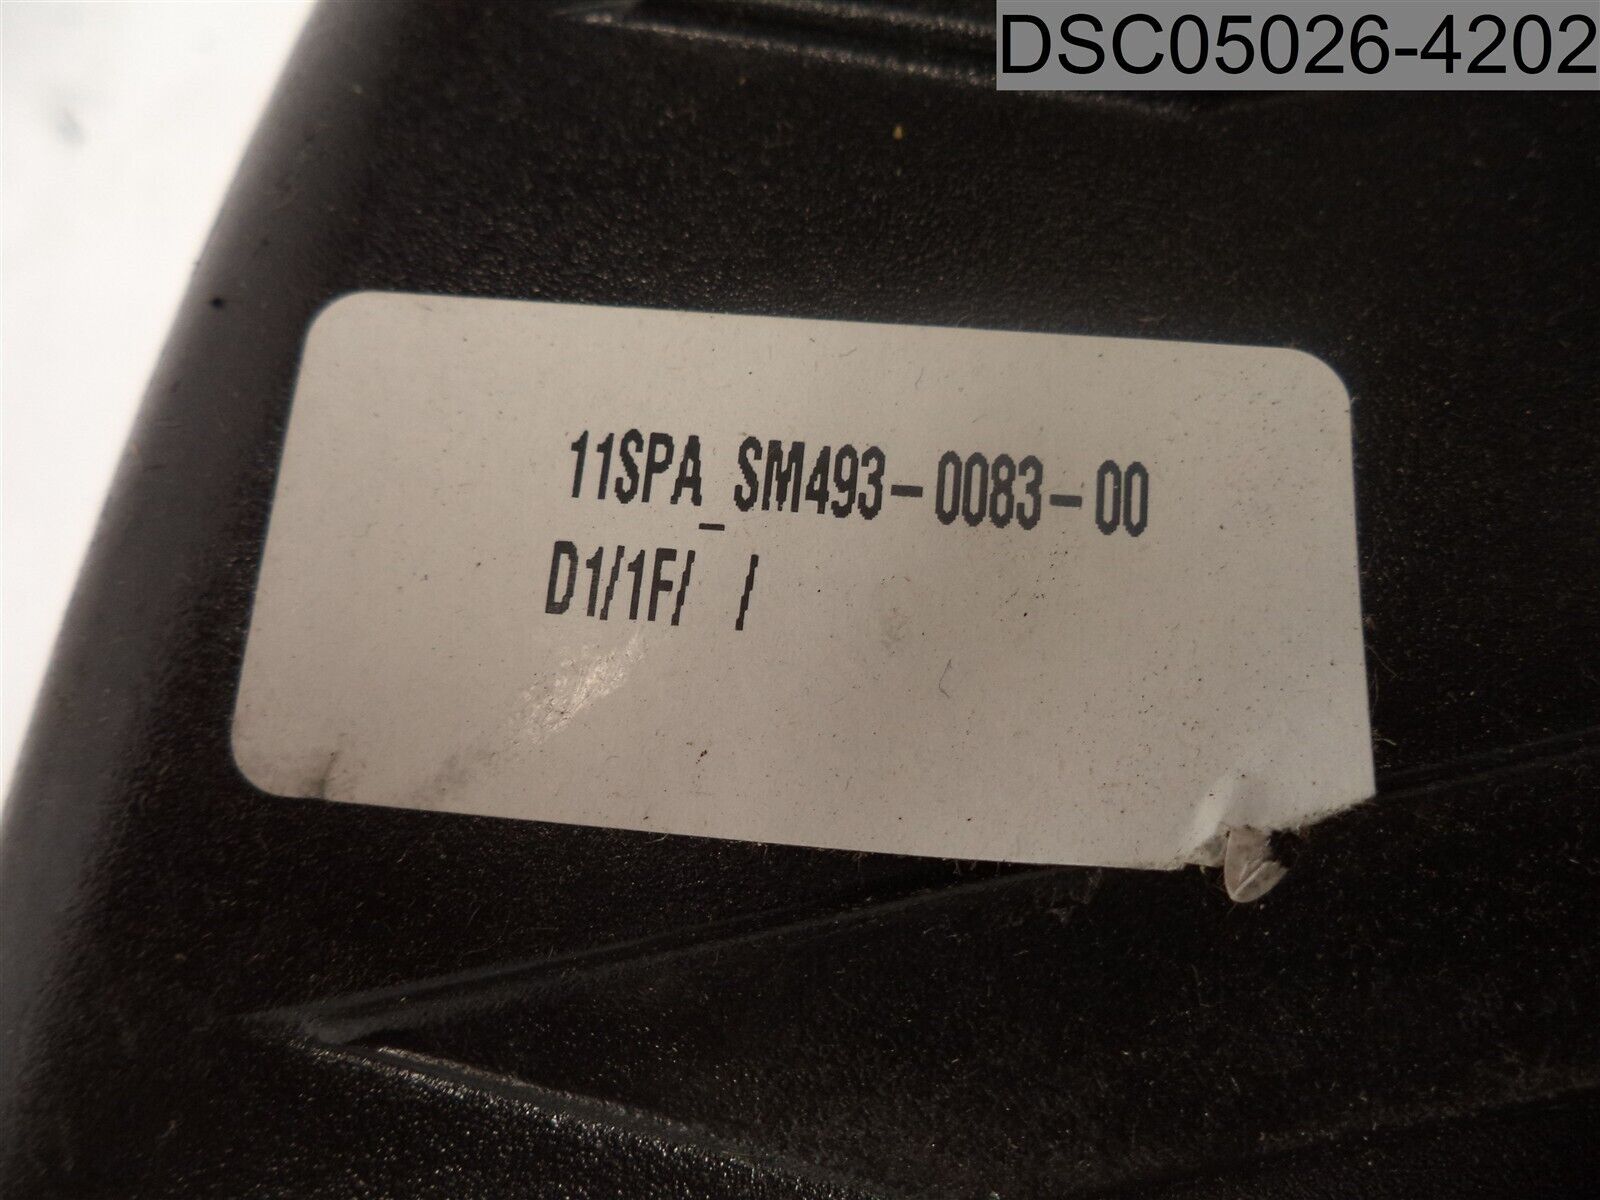 DSC05026-4202
11SPA_SM493-0083-00
D1/1F/ /